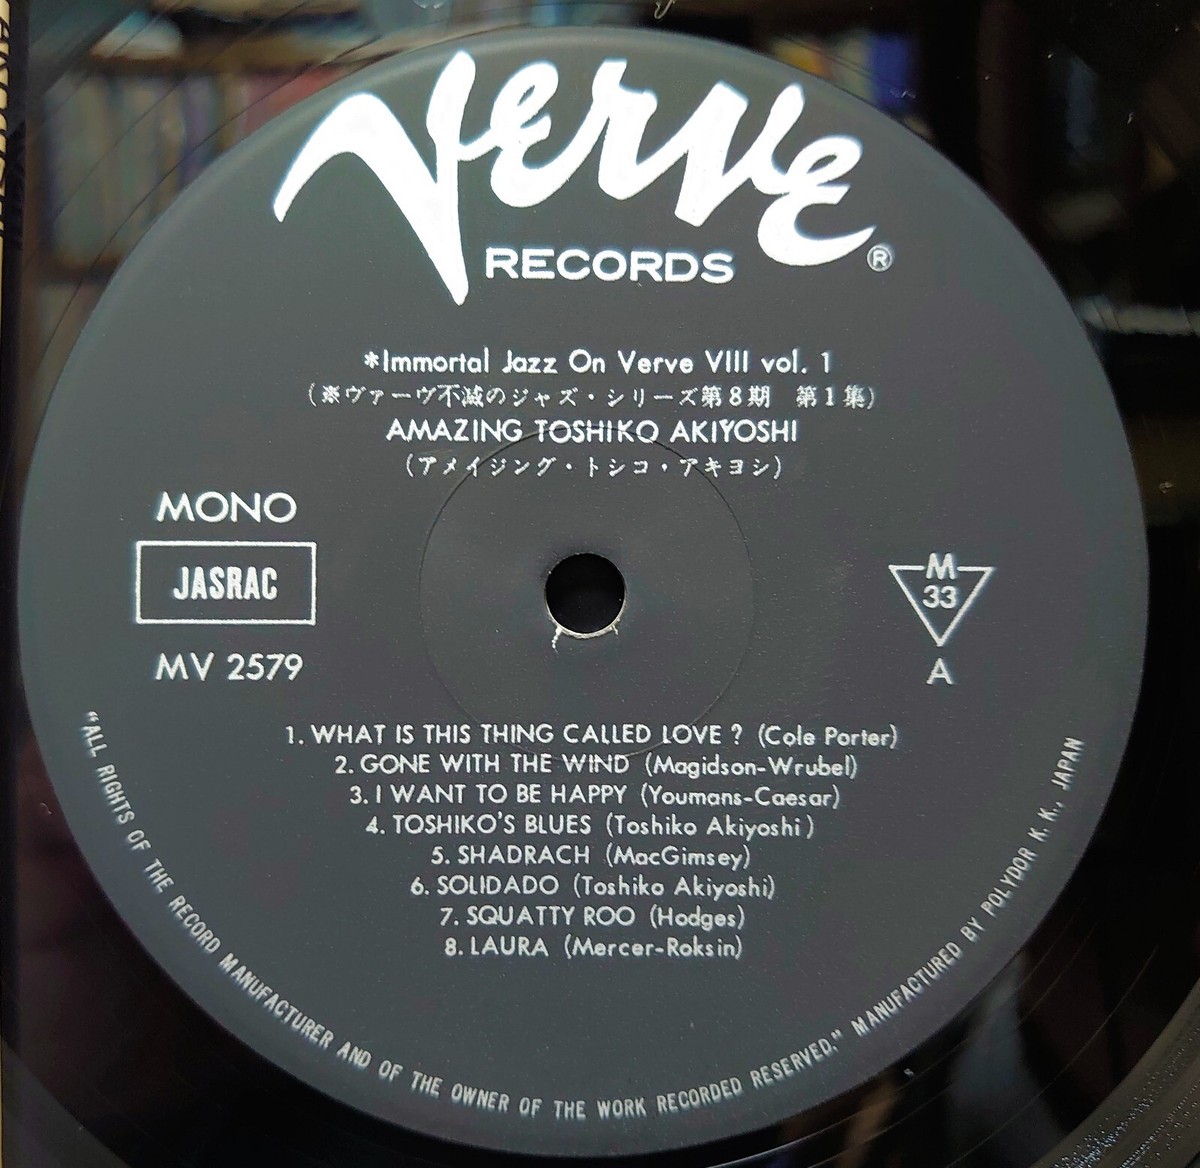 Verve
RECORDS ®
*Immortal Jazz On Verve VIII vol. 1
(※ヴァーヴ不滅のジャズ・シリーズ第8期 第1集)
AMAZING TOSHIKO AKIYOSHI
(アメイジング・トシコ・アキヨシ)
MONO
JASRAC
MV 2579
M
33
A
1. WHAT IS THIS THING CALLED LOVE ? (Cole Porter)
2. GONE WITH THE WIND (Magidson-Wrubel)
3. I WANT TO BE HAPPY (Youmans-Caesar)
4. TOSHIKO'S BLUES (Toshiko Akiyoshi)
5. SHADRACH (MacGimsey)
6. SOLIDADO (Toshiko Akiyoshi)
7. SQUATTY ROO (Hodges)
8. LAURA (Mercer-Roksin)
"ALL RIGHTS OF THE RECORD MANUFACTURER AND OF THE OWNER OF THE WORK RECORDED RESERVED." MANUFACTURED BY POLYDOR K. K., JAPAN